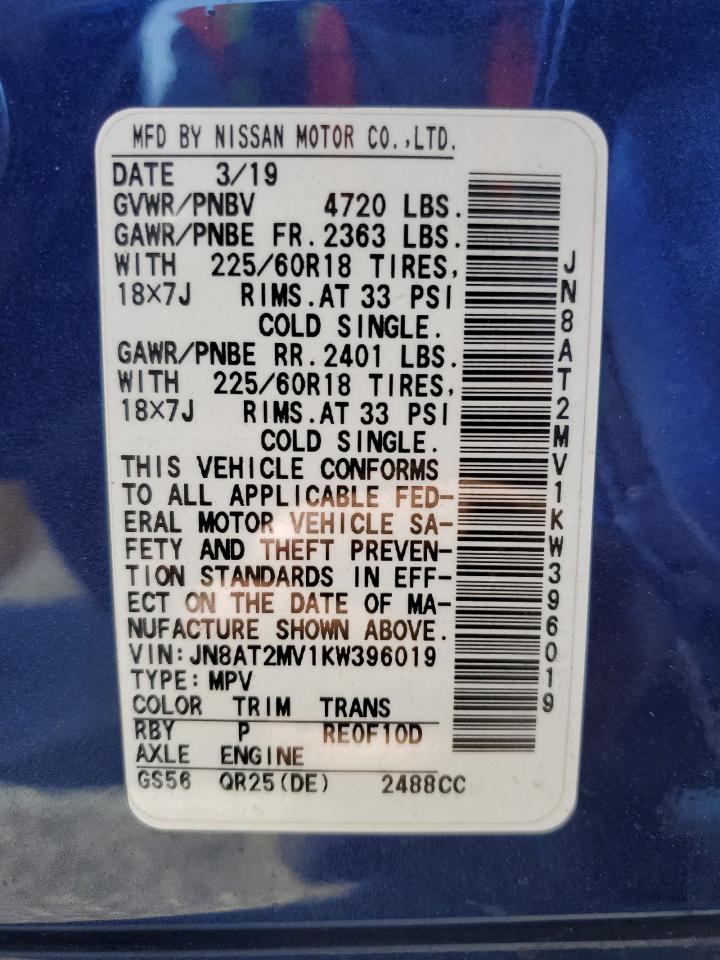 MFD BY NISSAN MOTOR CO.,LTD.
DATE 3/19
GVWR/PNBV 4720 LBS.
GAWR/PNBE FR.2363 LBS.
WITH 225/60R18 TIRES,
18X7J RIMS.AT 33 PSI
COLD SINGLE.
GAWR/PNBE RR.2401 LBS.
WITH 225/60R18 TIRES,
18X7J RIMS.AT 33 PSI
COLD SINGLE.
THIS VEHICLE CONFORMS
TO ALL APPLICABLE FED-
ERAL MOTOR VEHICLE SA-
FETY AND THEFT PREVEN-
TION STANDARDS IN EFF-
ECT ON THE DATE OF MA-
NUFACTURE SHOWN ABOVE.
VIN:JN8AT2MV1KW396019
TYPE:MPV
COLOR TRIM TRANS
RBY P RE0F10D
AXLE ENGINE
GS56 QR25(DE) 2488CC
JN8AT2MV1KW396019